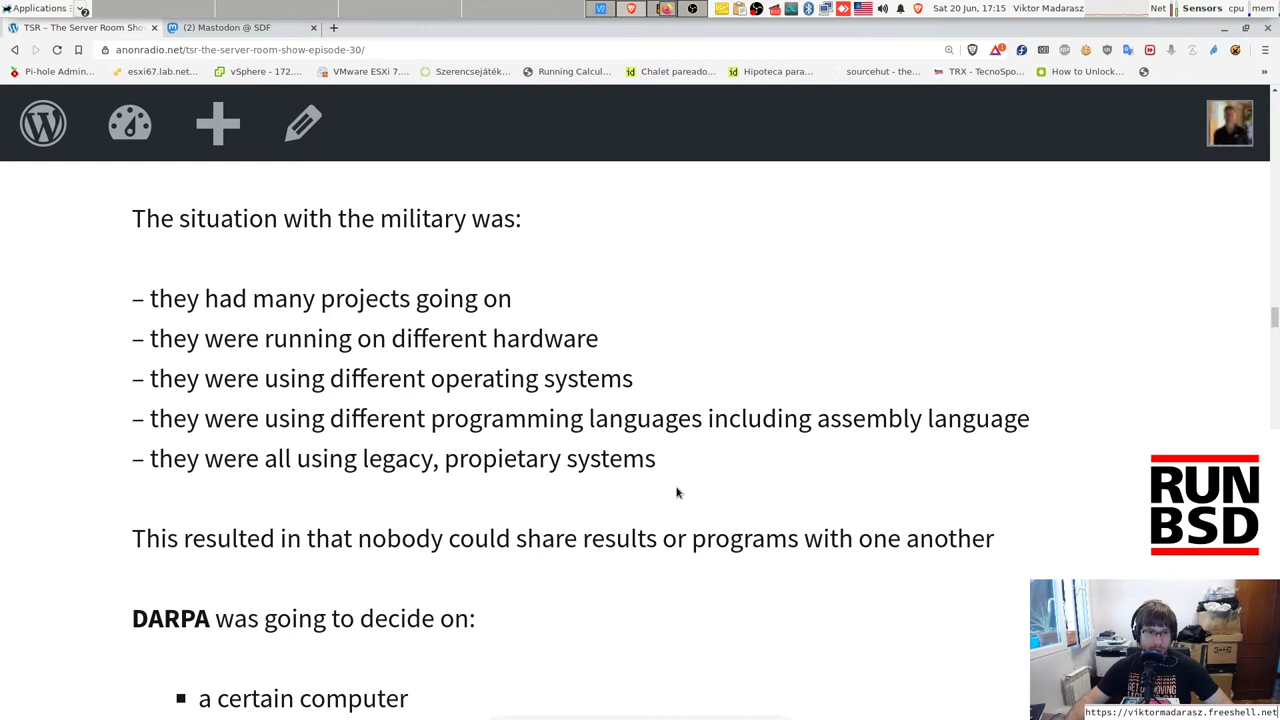 Applications
Sat 20 Jun, 17:15 Viktor Madarasz
Net Sensors cpu mem
TSR – The Server Room Sho
(2) Mastodon @ SDF
anonradio.net/tsr-the-server-room-show-episode-30/
Pi-hole Admin...
esxi67.lab.net...
vSphere - 172....
VMware ESXi 7....
Szerencsejáték...
Running Calcul...
Chalet pareado...
Hipoteca para...
sourcehut - the...
TRX - TecnoSpo...
How to Unlock...
The situation with the military was:
– they had many projects going on
– they were running on different hardware
– they were using different operating systems
– they were using different programming languages including assembly language
– they were all using legacy, propietary systems
This resulted in that nobody could share results or programs with one another
DARPA was going to decide on:
▪ a certain computer
RUN
BSD
https://viktormadarasz.freeshell.net